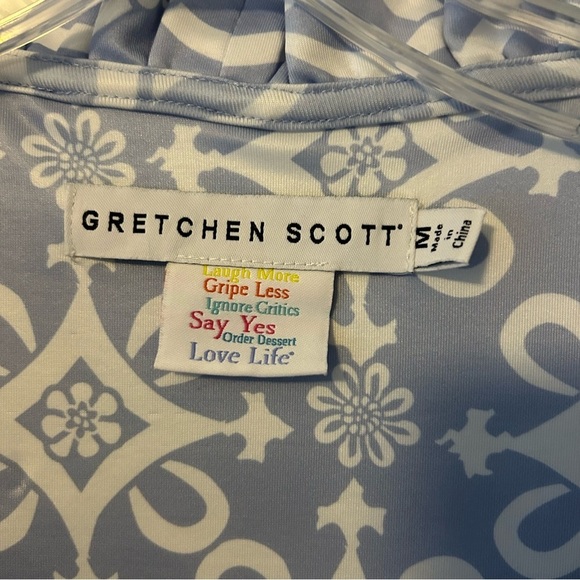 GRETCHEN SCOTT®
M
Made
in
China
Laugh More
Gripe Less
Ignore Critics
Say Yes
Order Dessert
Love Life®